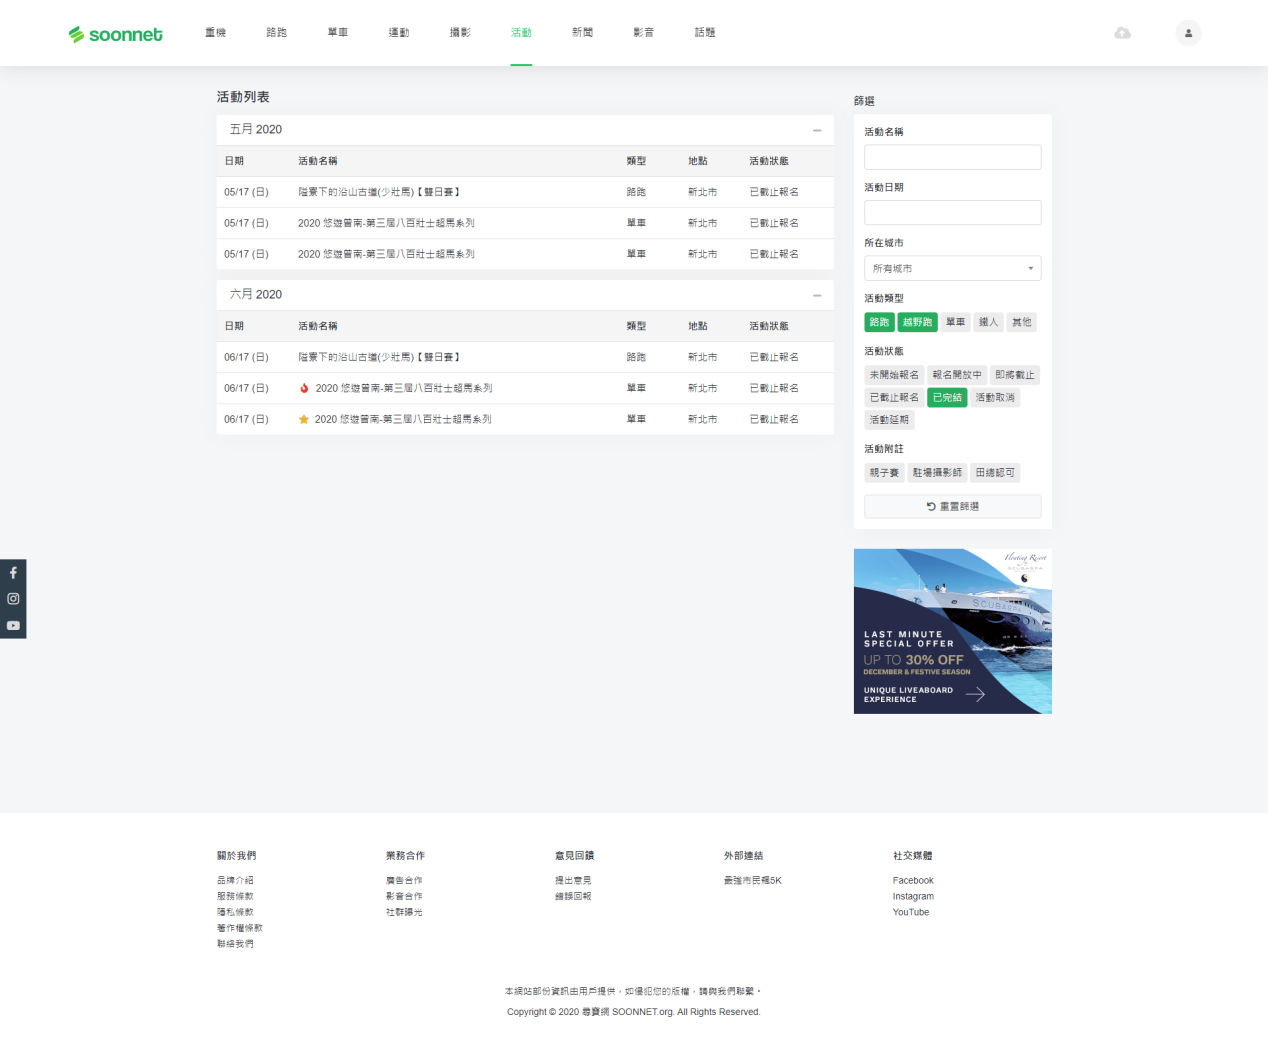 soonnet 重機 路跑 單車 運動 攝影 活動 新聞 影音 話題
活動列表
五月 2020
日期 活動名稱 類型 地點 活動狀態
05/17 (日) 隘寮下的沿山古道(少壯馬)【雙日賽】 路跑 新北市 已截止報名
05/17 (日) 2020 悠遊曾南-第三屆八百壯士超馬系列 單車 新北市 已截止報名
05/17 (日) 2020 悠遊曾南-第三屆八百壯士超馬系列 單車 新北市 已截止報名
六月 2020
日期 活動名稱 類型 地點 活動狀態
06/17 (日) 隘寮下的沿山古道(少壯馬)【雙日賽】 路跑 新北市 已截止報名
06/17 (日) 2020 悠遊曾南-第三屆八百壯士超馬系列 單車 新北市 已截止報名
06/17 (日) 2020 悠遊曾南-第三屆八百壯士超馬系列 單車 新北市 已截止報名
篩選
活動名稱
活動日期
所在城市
所有城市
活動類型
路跑 越野跑 單車 鐵人 其他
活動狀態
未開始報名 報名開放中 即將截止
已截止報名 已完結 活動取消
活動延期
活動附註
親子賽 駐場攝影師 田總認可
重置篩選
Floating Resort
SCUBASPA
SCUBASPA
LAST MINUTE
SPECIAL OFFER
UP TO 30% OFF
DECEMBER & FESTIVE SEASON
UNIQUE LIVEABOARD
EXPERIENCE
關於我們
品牌介紹
服務條款
隱私條款
著作權條款
聯絡我們
業務合作
廣告合作
影音合作
社群曝光
意見回饋
提出意見
錯誤回報
外部連結
最強市民飆5K
社交媒體
Facebook
Instagram
YouTube
本網站部份資訊由用戶提供，如侵犯您的版權，請與我們聯繫。
Copyright © 2020 尋寶網 SOONNET.org. All Rights Reserved.